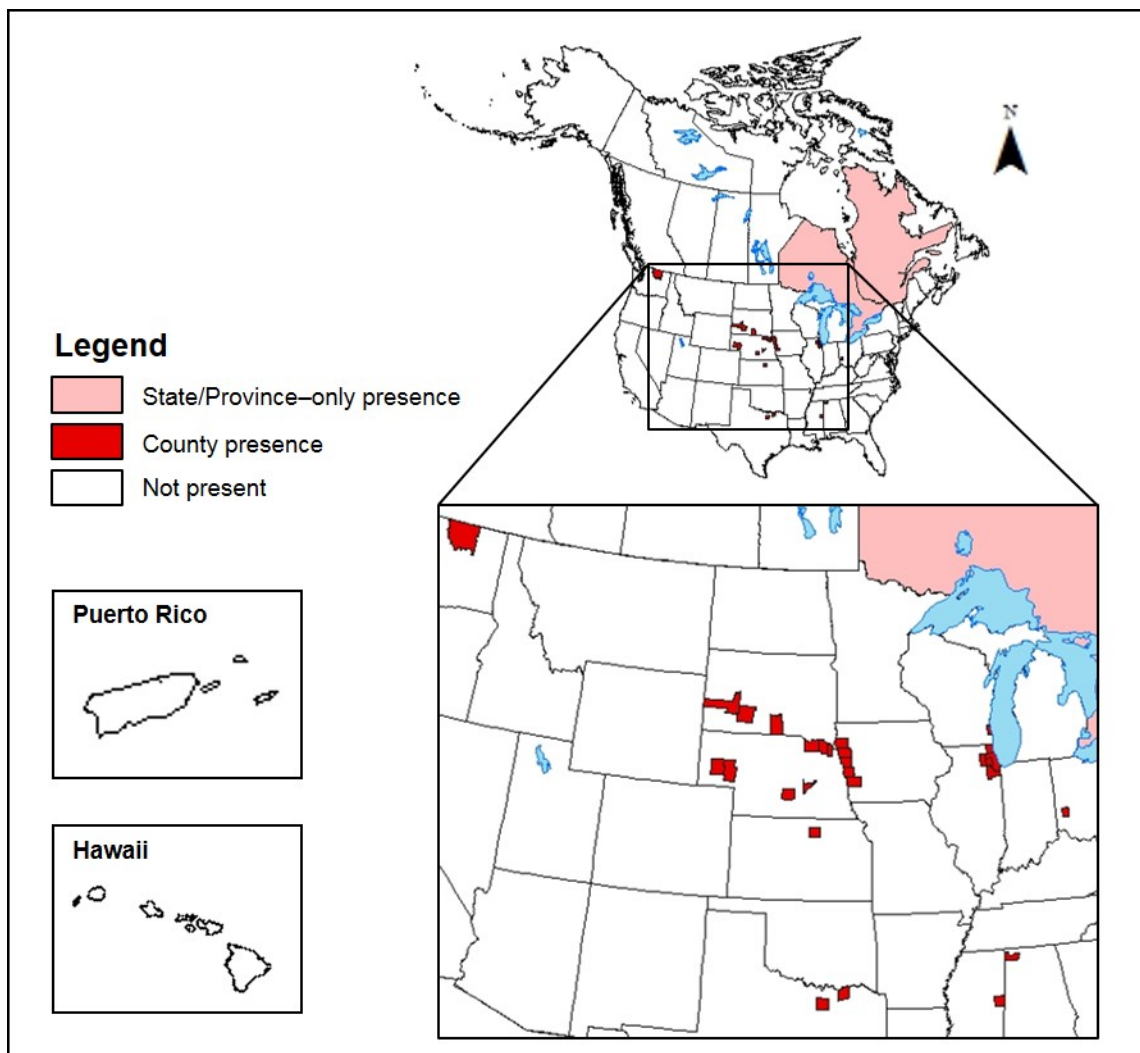 N
Legend
State/Province–only presence
County presence
Not present
Puerto Rico
Hawaii